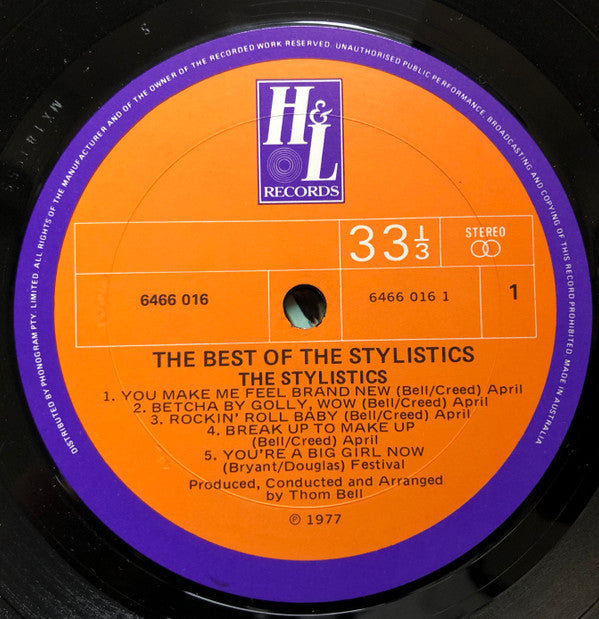 DISTRIBUTED BY PHONOGRAM PTY. LIMITED. ALL RIGHTS OF THE MANUFACTURER AND OF THE OWNER OF THE RECORDED WORK RESERVED. UNAUTHORISED PUBLIC PERFORMANCE, BROADCASTING AND COPYING OF THIS RECORD PROHIBITED. MADE IN AUSTRALIA
H&L
RECORDS
33⅓
STEREO
6466 016
6466 016 1
1
THE BEST OF THE STYLISTICS
THE STYLISTICS
1. YOU MAKE ME FEEL BRAND NEW (Bell/Creed) April
2. BETCHA BY GOLLY, WOW (Bell/Creed) April
3. ROCKIN' ROLL BABY (Bell/Creed) April
4. BREAK UP TO MAKE UP
(Bell/Creed) April
5. YOU'RE A BIG GIRL NOW
(Bryant/Douglas) Festival
Produced, Conducted and Arranged
by Thom Bell
℗ 1977